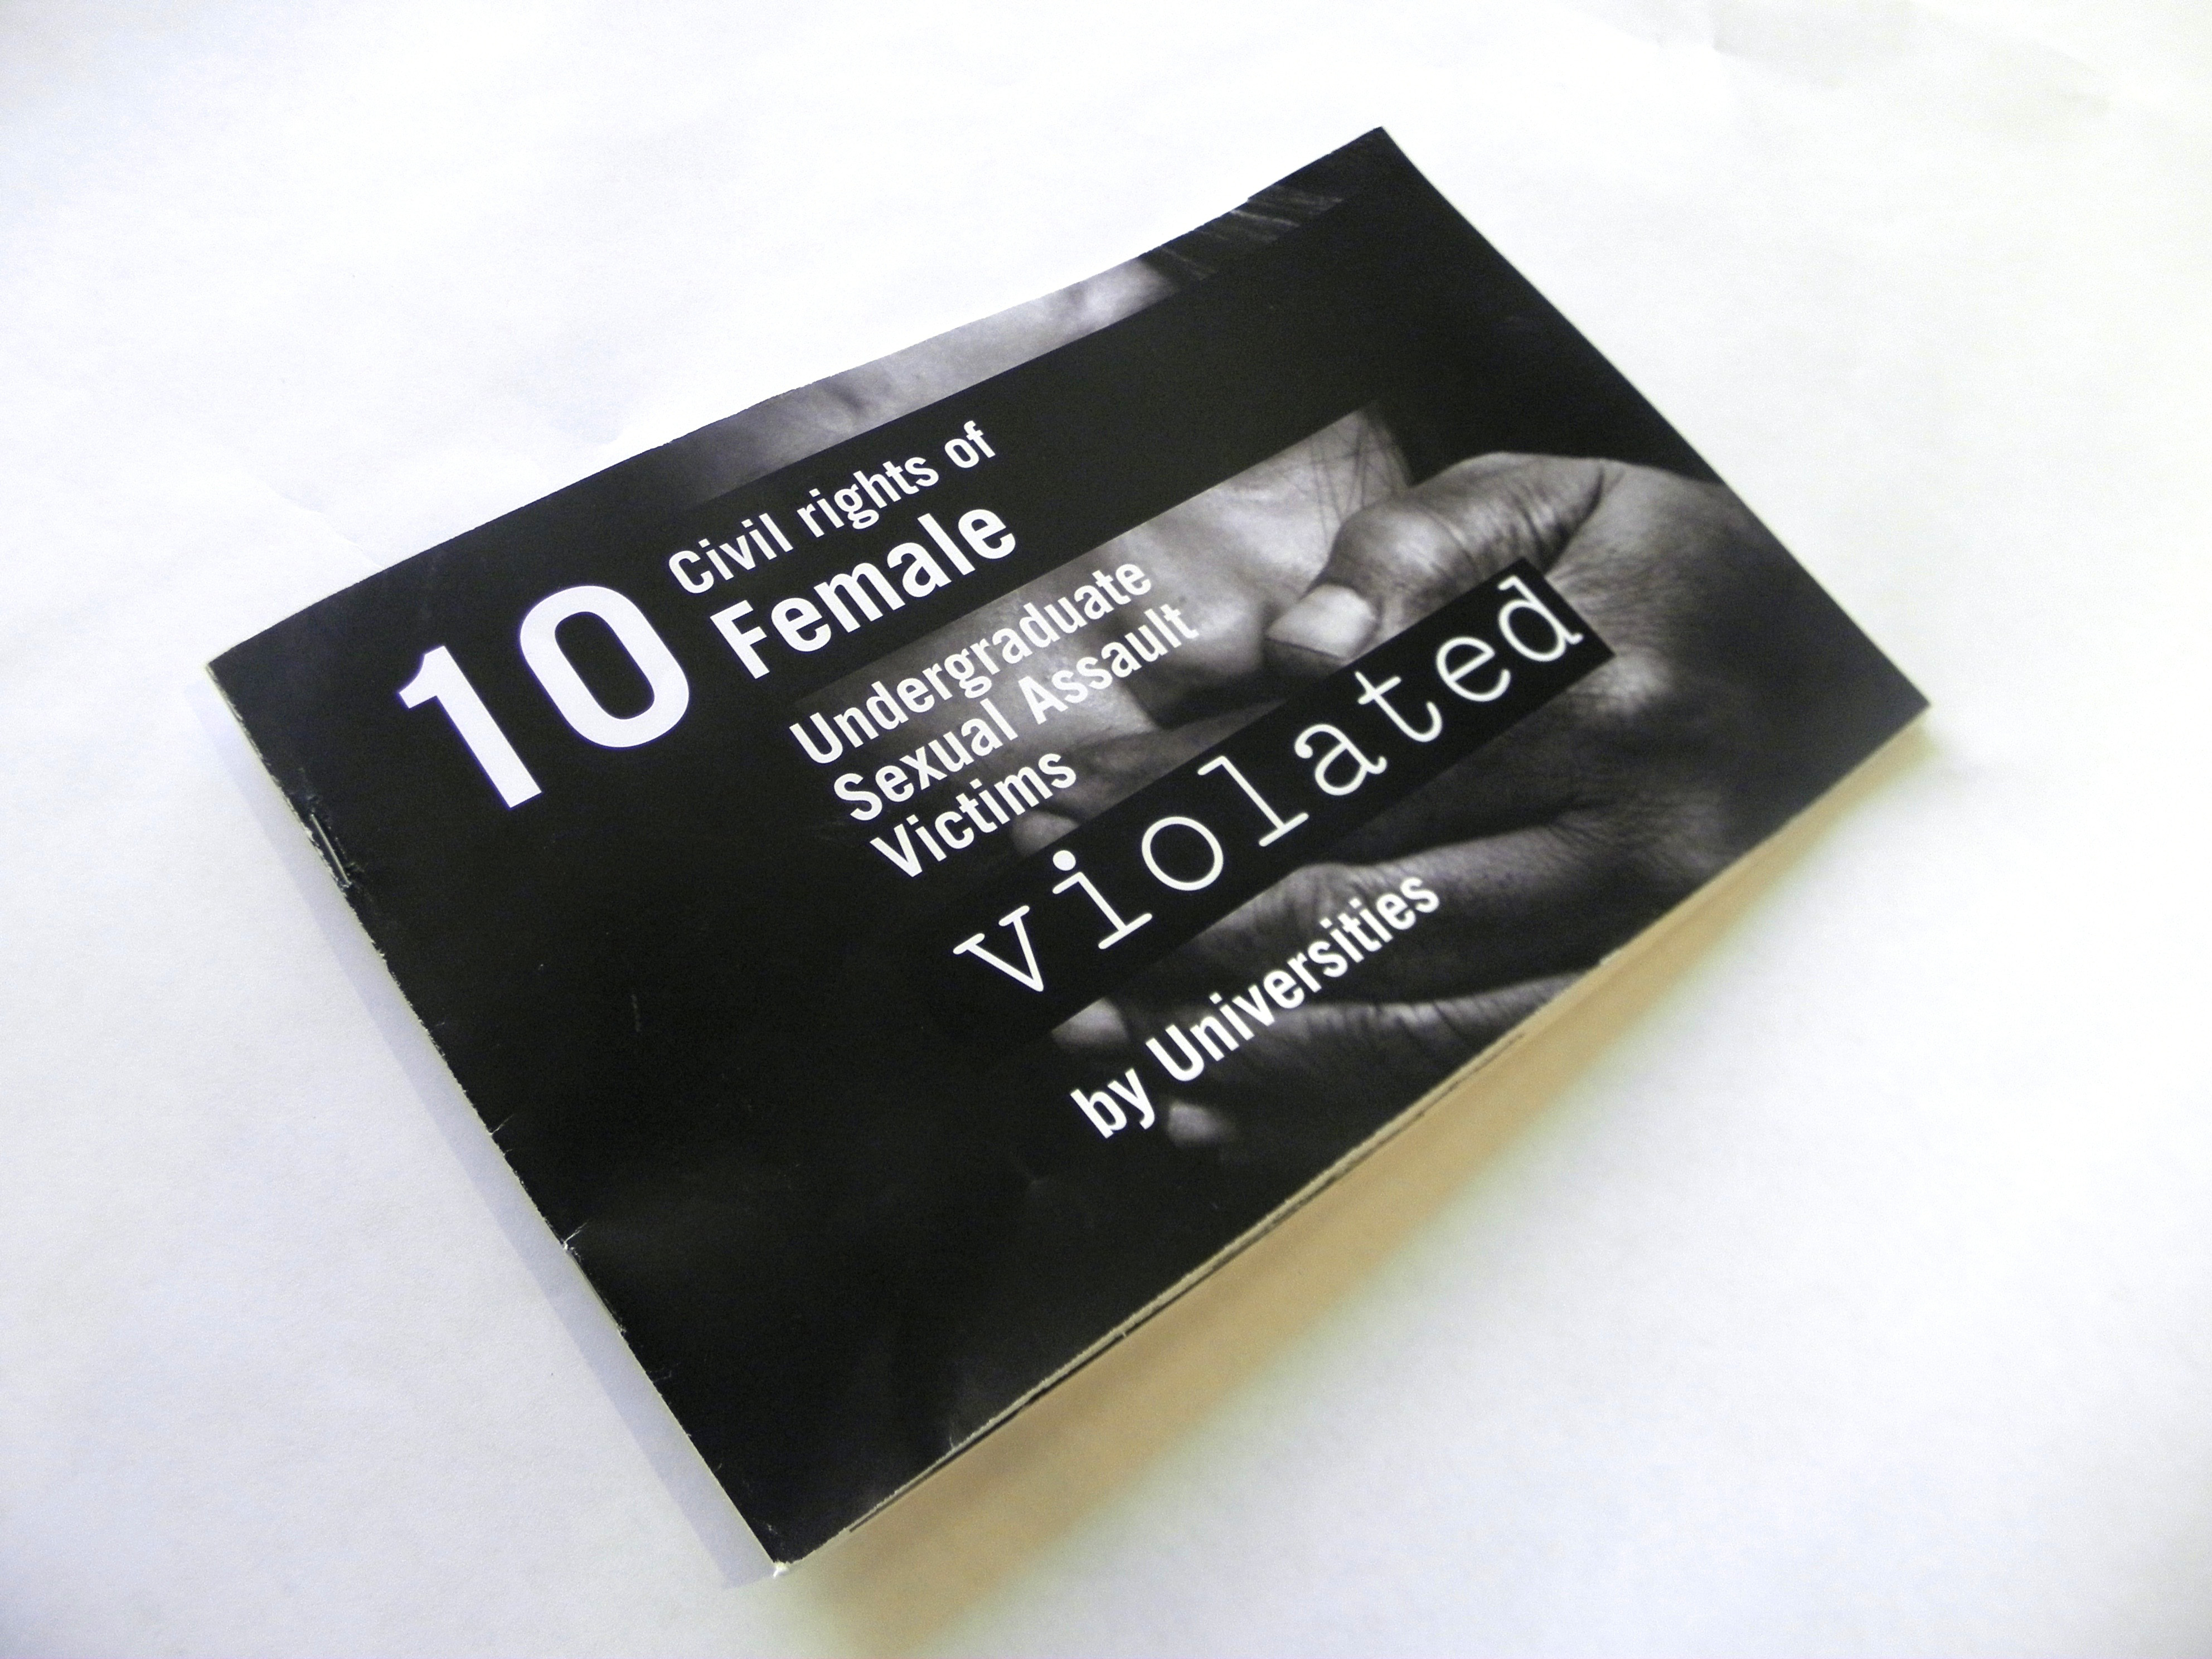 10
Civil rights of
Female
Undergraduate
Sexual Assault
Victims
violated
by Universities